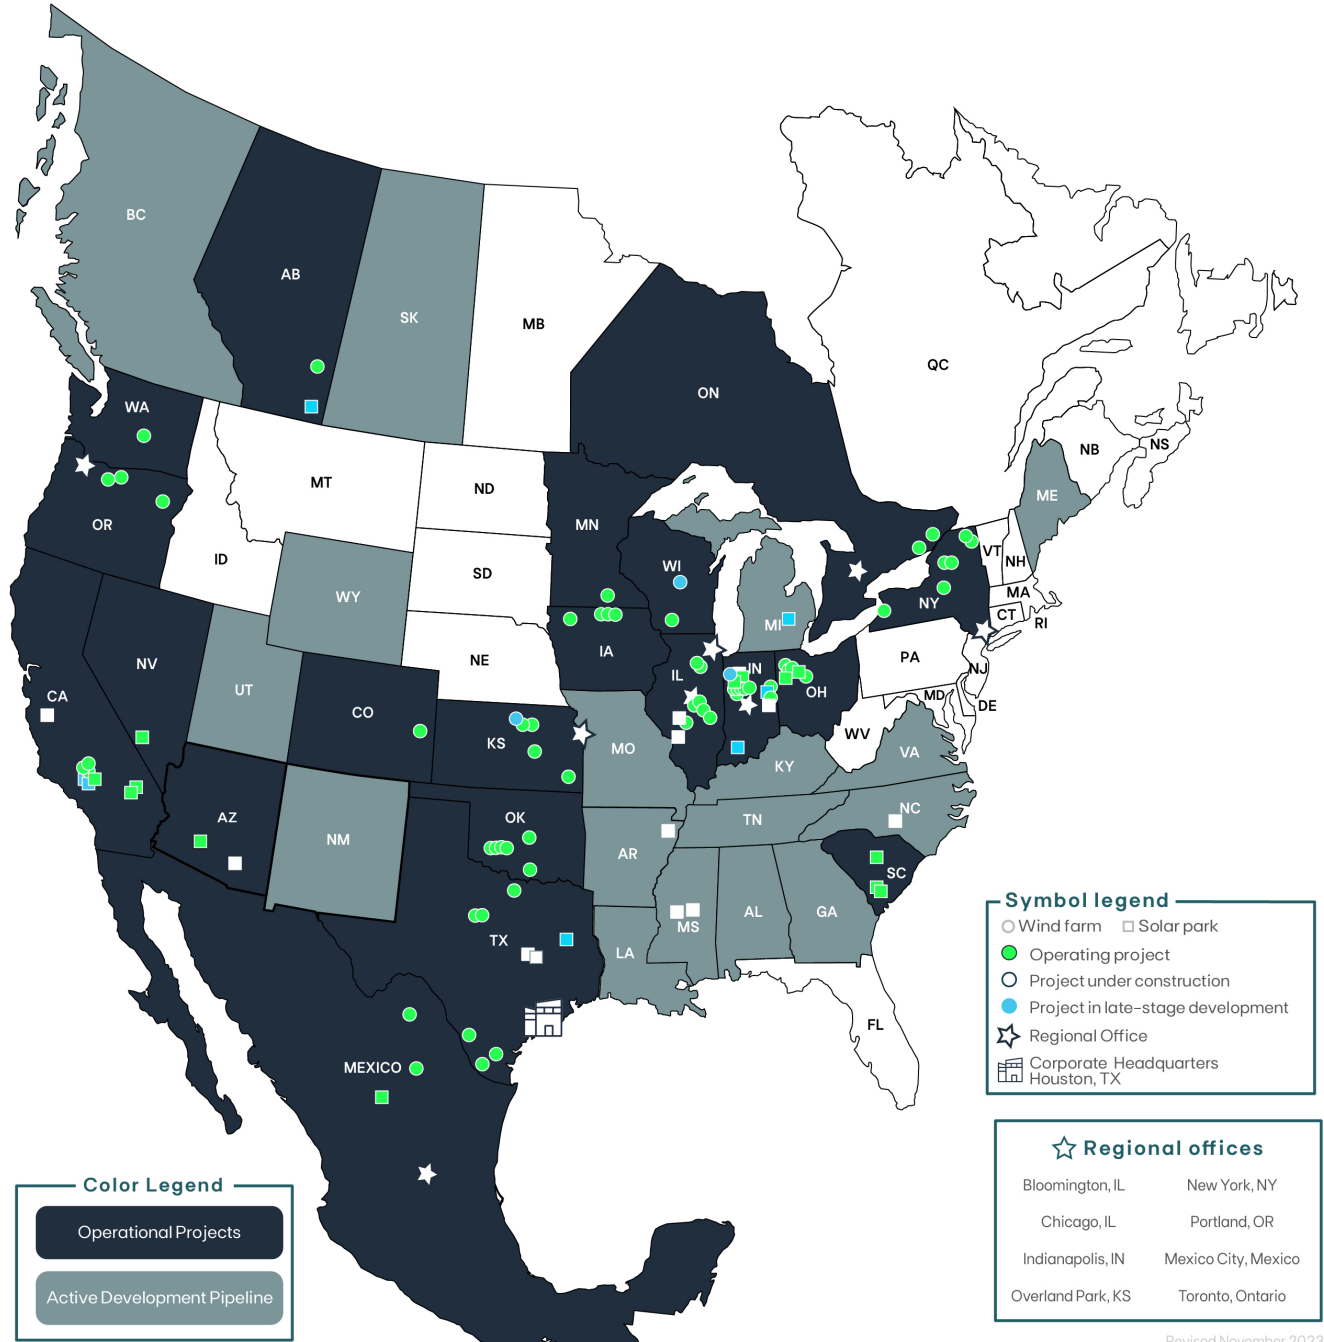 BC
AB
SK
MB
ON
QC
NB
NS
ME
WA
OR
MT
ND
MN
ID
SD
WI
WY
VT
NH
MA
CT
RI
NY
MI
NE
IA
PA
NJ
MD
DE
NV
CA
UT
CO
KS
IL
IN
OH
MO
WV
VA
KY
AZ
NM
OK
AR
TN
NC
SC
TX
LA
MS
AL
GA
FL
MEXICO
Symbol legend
Wind farm Solar park
Operating project
Project under construction
Project in late-stage development
Regional Office
Corporate Headquarters
Houston, TX
Regional offices
Bloomington, IL New York, NY
Chicago, IL Portland, OR
Indianapolis, IN Mexico City, Mexico
Overland Park, KS Toronto, Ontario
Color Legend
Operational Projects
Active Development Pipeline
Revised November 2023